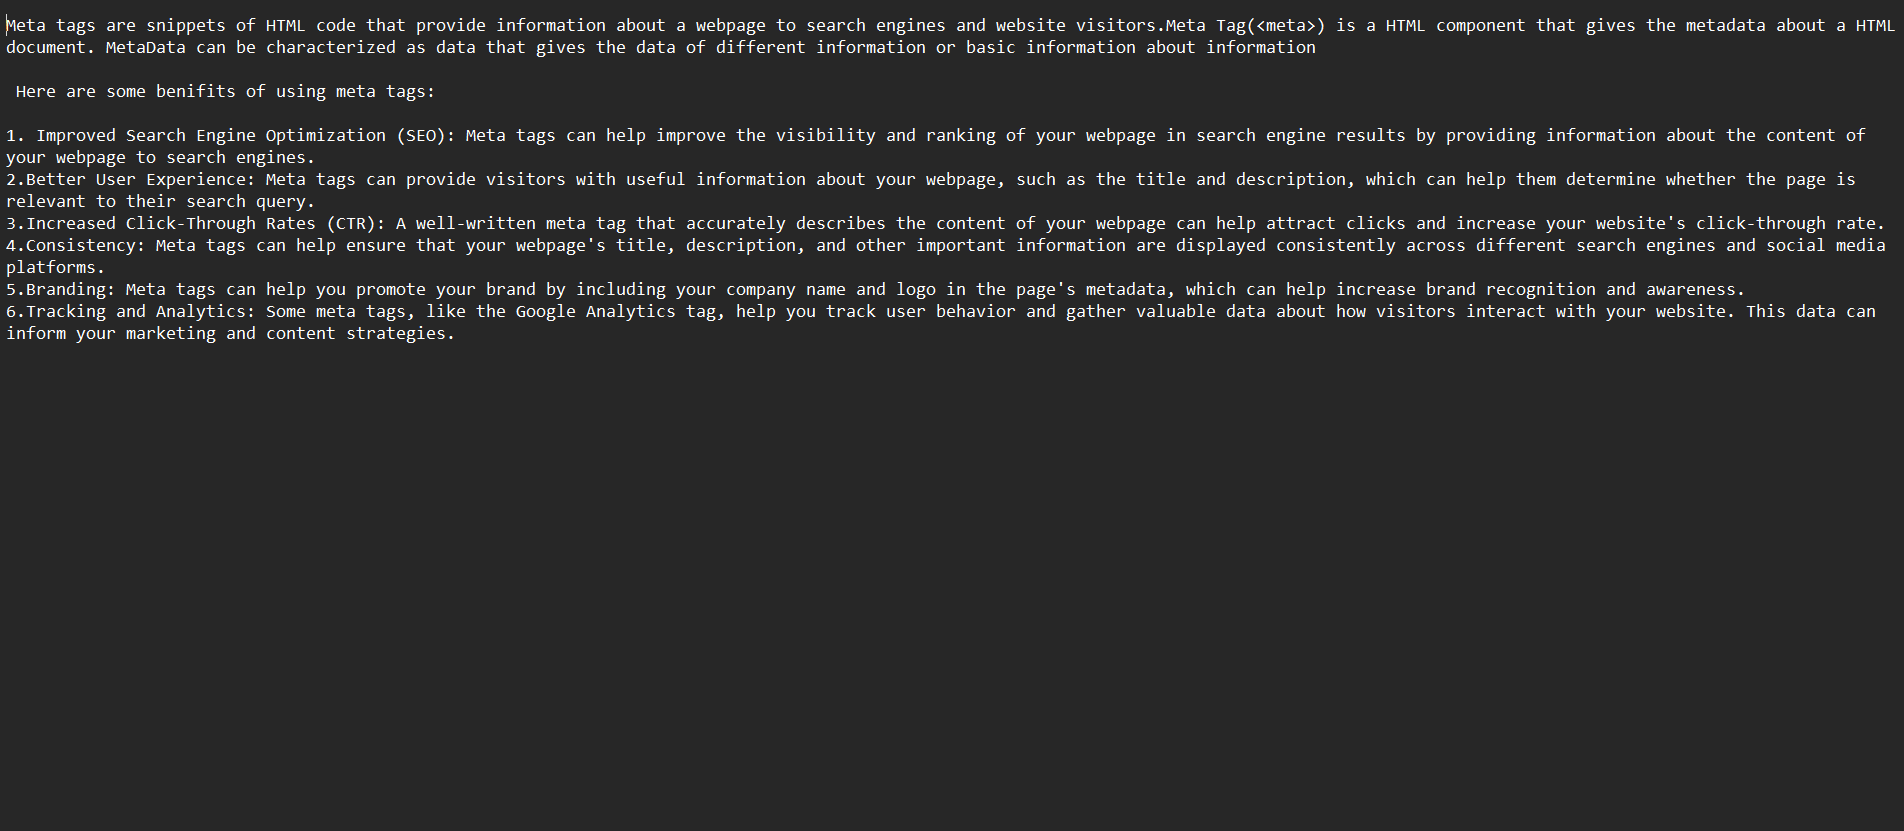 Meta tags are snippets of HTML code that provide information about a webpage to search engines and website visitors.Meta Tag(<meta>) is a HTML component that gives the metadata about a HTML
document. MetaData can be characterized as data that gives the data of different information or basic information about information
Here are some benifits of using meta tags:
1. Improved Search Engine Optimization (SEO): Meta tags can help improve the visibility and ranking of your webpage in search engine results by providing information about the content of
your webpage to search engines.
2.Better User Experience: Meta tags can provide visitors with useful information about your webpage, such as the title and description, which can help them determine whether the page is
relevant to their search query.
3.Increased Click-Through Rates (CTR): A well-written meta tag that accurately describes the content of your webpage can help attract clicks and increase your website's click-through rate.
4.Consistency: Meta tags can help ensure that your webpage's title, description, and other important information are displayed consistently across different search engines and social media
platforms.
5.Branding: Meta tags can help you promote your brand by including your company name and logo in the page's metadata, which can help increase brand recognition and awareness.
6.Tracking and Analytics: Some meta tags, like the Google Analytics tag, help you track user behavior and gather valuable data about how visitors interact with your website. This data can
inform your marketing and content strategies.